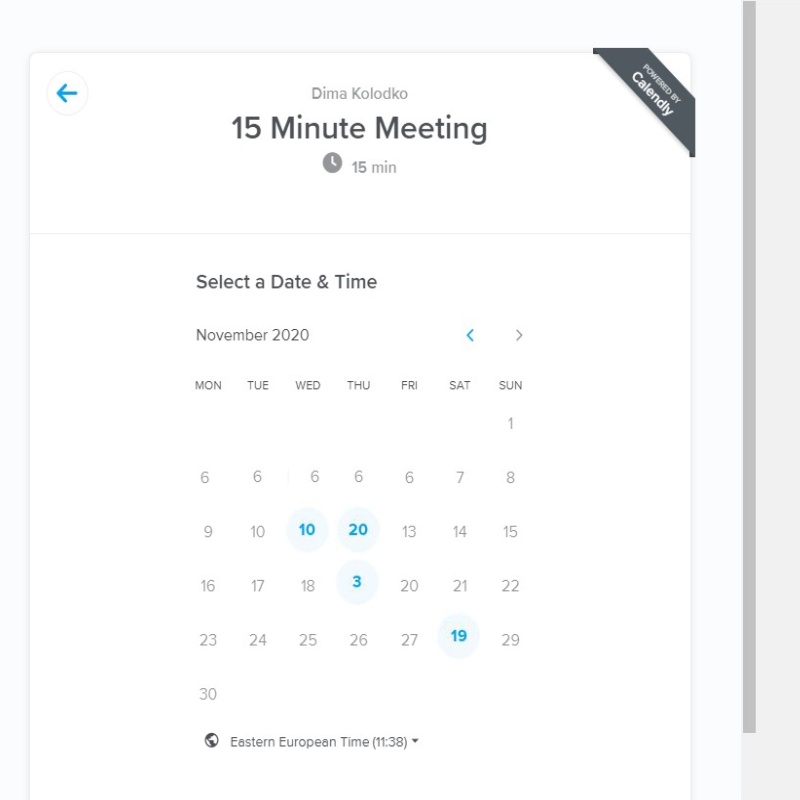 POWERED BY
Calendly
Dima Kolodko
15 Minute Meeting
15 min
Select a Date & Time
November 2020
MON TUE WED THU FRI SAT SUN
1
6 6 6 6 6 7 8
9 10 10 20 13 14 15
16 17 18 3 20 21 22
23 24 25 26 27 19 29
30
Eastern European Time (11:38)